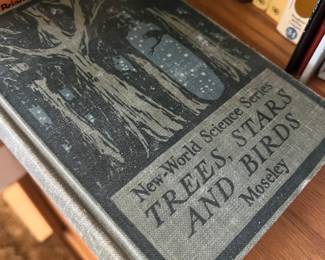 New-World Science Series
TREES, STARS
AND BIRDS
Moseley